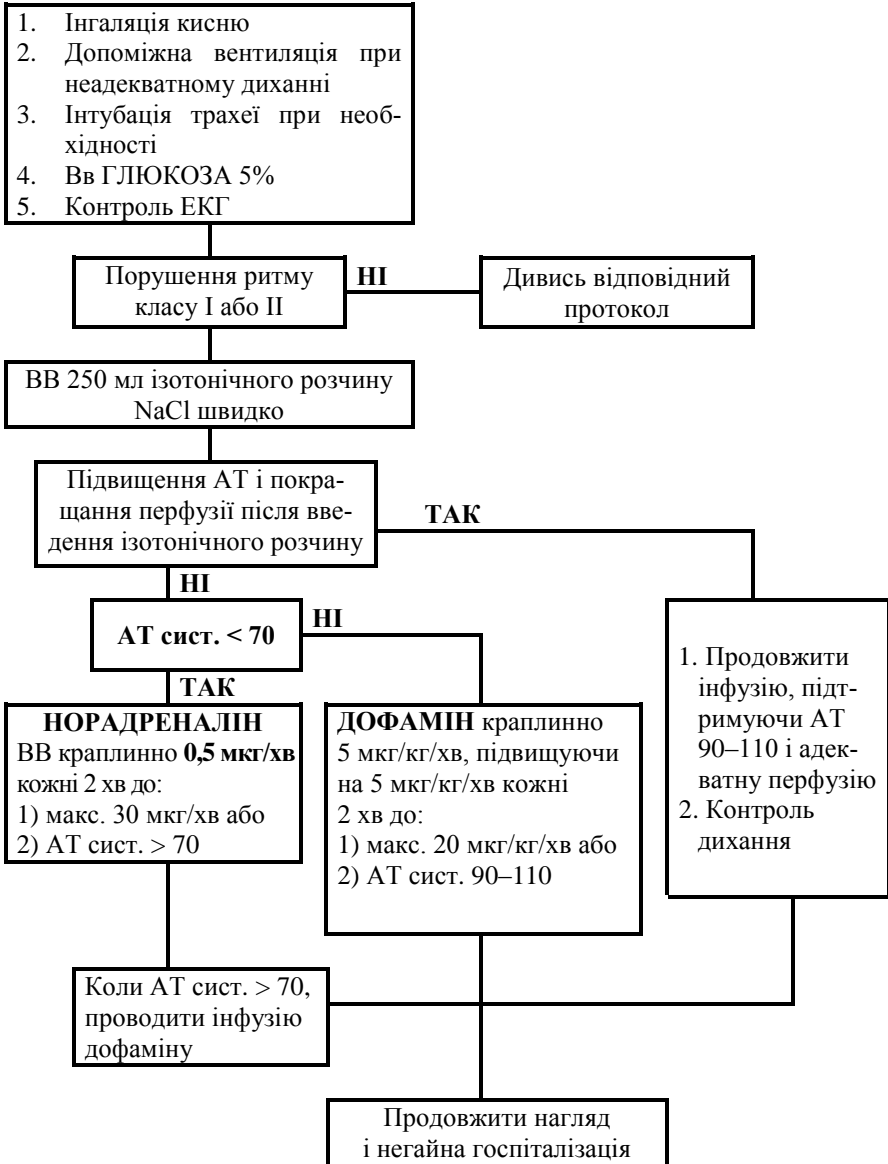 1. Інгаляція кисню
2. Допоміжна вентиляція при
неадекватному диханні
3. Інтубація трахеї при необ-
хідності
4. Вв ГЛЮКОЗА 5%
5. Контроль ЕКГ
Порушення ритму
класу І або ІІ
НІ
Дивись відповідний
протокол
ВВ 250 мл ізотонічного розчину
NaCl швидко
Підвищення АТ і покра-
щання перфузії після вве-
дення ізотонічного розчину
ТАК
НІ
АТ сист. < 70
НІ
ТАК
НОРАДРЕНАЛІН
ВВ краплинно 0,5 мкг/хв
кожні 2 хв до:
1) макс. 30 мкг/хв або
2) АТ сист. > 70
ДОФАМІН краплинно
5 мкг/кг/хв, підвищуючи
на 5 мкг/кг/хв кожні
2 хв до:
1) макс. 20 мкг/кг/хв або
2) АТ сист. 90–110
1. Продовжити
інфузію, підт-
римуючи АТ
90–110 і адек-
ватну перфузію
2. Контроль
дихання
Коли АТ сист. > 70,
проводити інфузію
дофаміну
Продовжити нагляд
і негайна госпіталізація